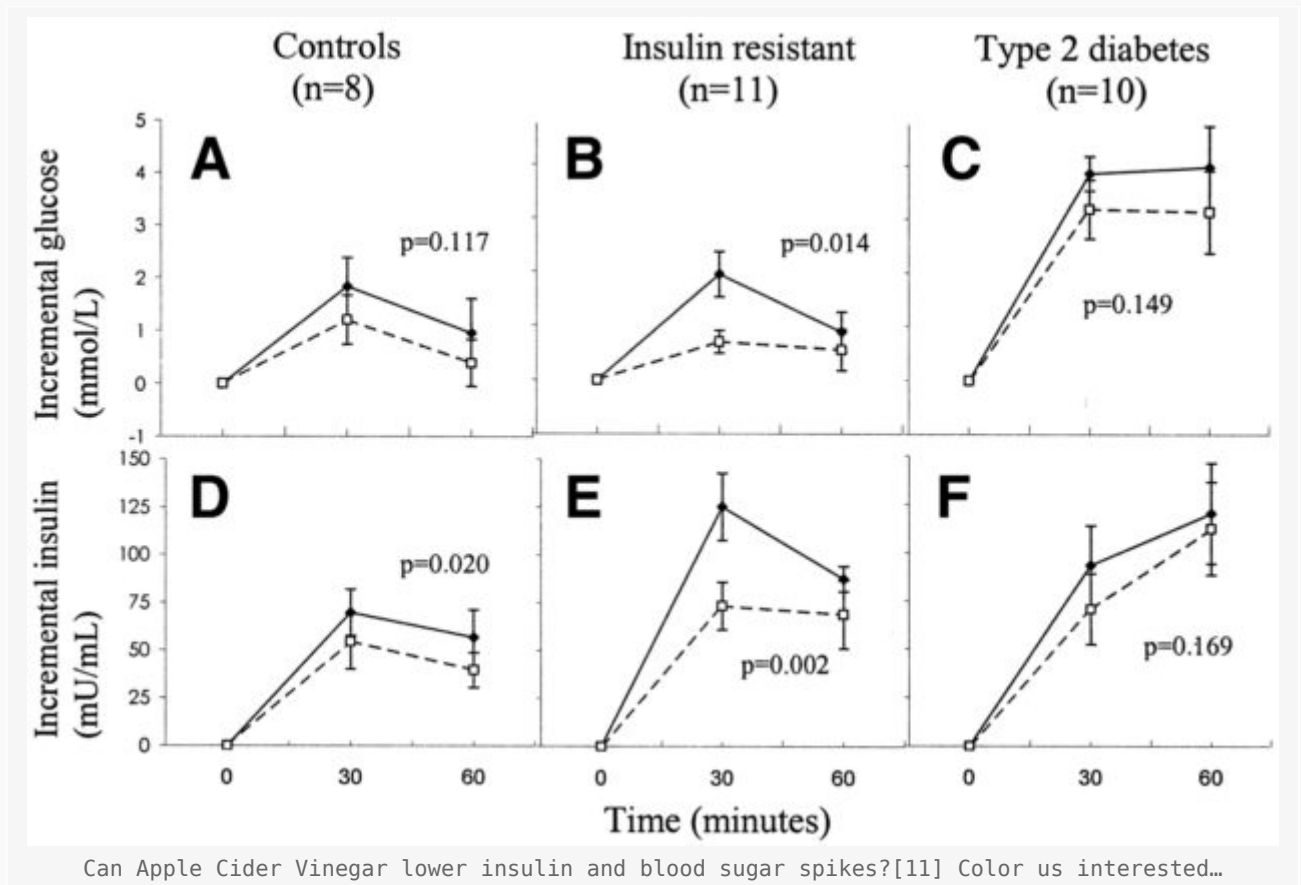 Controls
(n=8)
Insulin resistant
(n=11)
Type 2 diabetes
(n=10)
Incremental glucose
(mmol/L)
5
4
3
2
1
0
-1
A
p=0.117
B
p=0.014
C
p=0.149
Incremental insulin
(mU/mL)
150
125
100
75
50
25
0
D
p=0.020
E
p=0.002
F
p=0.169
0 30 60
0 30 60
0 30 60
Time (minutes)
Can Apple Cider Vinegar lower insulin and blood sugar spikes?[11] Color us interested…